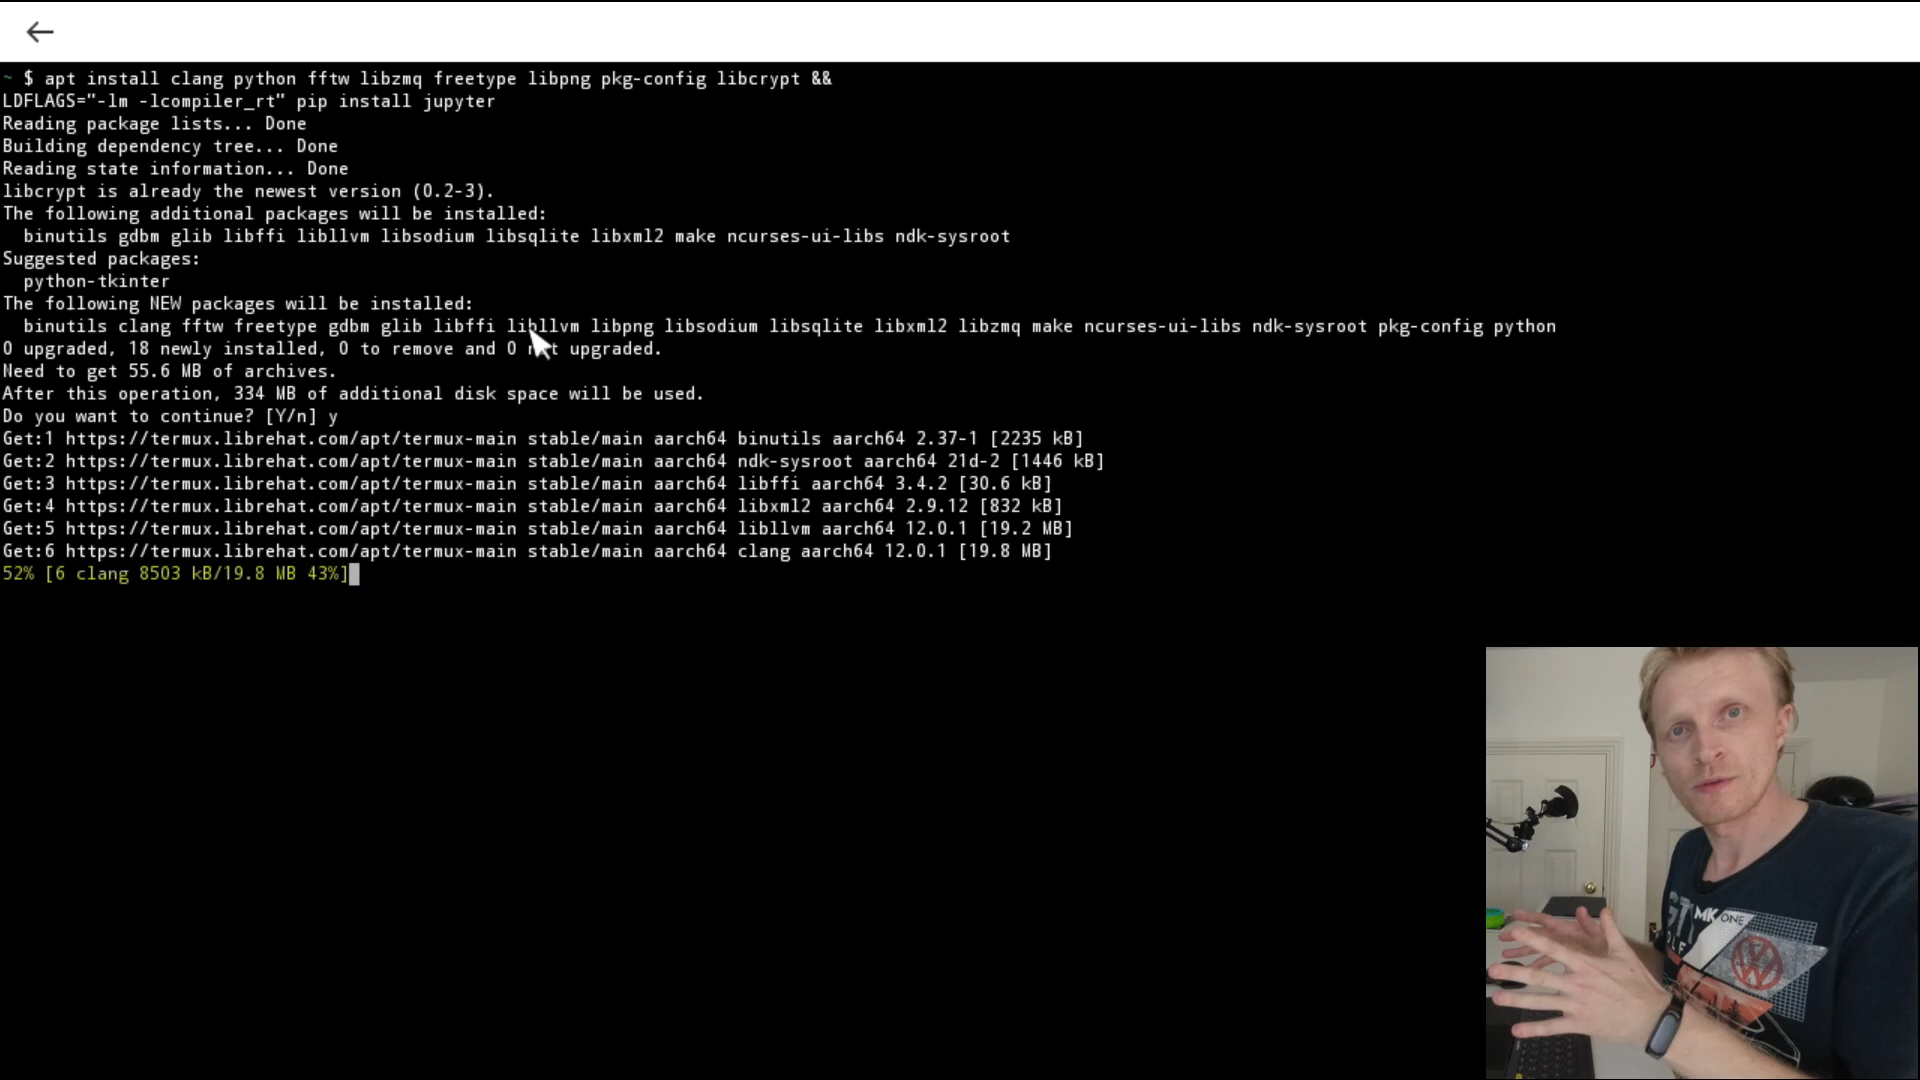 ~ $ apt install clang python fftw libzmq freetype libpng pkg-config libcrypt &&
LDFLAGS="-lm -lcompiler_rt" pip install jupyter
Reading package lists... Done
Building dependency tree... Done
Reading state information... Done
libcrypt is already the newest version (0.2-3).
The following additional packages will be installed:
binutils gdbm glib libffi libllvm libsodium libsqlite libxml2 make ncurses-ui-libs ndk-sysroot
Suggested packages:
python-tkinter
The following NEW packages will be installed:
binutils clang fftw freetype gdbm glib libffi libllvm libpng libsodium libsqlite libxml2 libzmq make ncurses-ui-libs ndk-sysroot pkg-config python
0 upgraded, 18 newly installed, 0 to remove and 0 not upgraded.
Need to get 55.6 MB of archives.
After this operation, 334 MB of additional disk space will be used.
Do you want to continue? [Y/n] y
Get:1 https://termux.librehat.com/apt/termux-main stable/main aarch64 binutils aarch64 2.37-1 [2235 kB]
Get:2 https://termux.librehat.com/apt/termux-main stable/main aarch64 ndk-sysroot aarch64 21d-2 [1446 kB]
Get:3 https://termux.librehat.com/apt/termux-main stable/main aarch64 libffi aarch64 3.4.2 [30.6 kB]
Get:4 https://termux.librehat.com/apt/termux-main stable/main aarch64 libxml2 aarch64 2.9.12 [832 kB]
Get:5 https://termux.librehat.com/apt/termux-main stable/main aarch64 libllvm aarch64 12.0.1 [19.2 MB]
Get:6 https://termux.librehat.com/apt/termux-main stable/main aarch64 clang aarch64 12.0.1 [19.8 MB]
52% [6 clang 8503 kB/19.8 MB 43%]
MK ONE